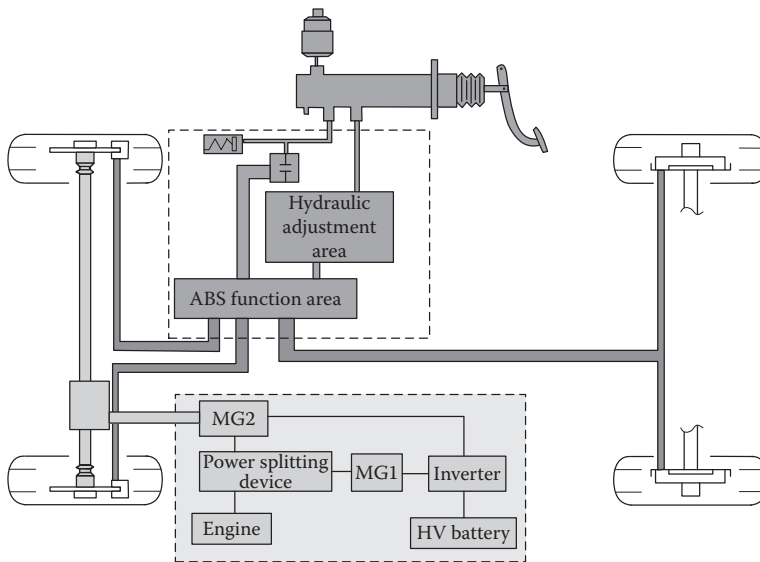 Hydraulic
adjustment
area
ABS function area
MG2
Power splitting
device
MG1
Inverter
Engine
HV battery